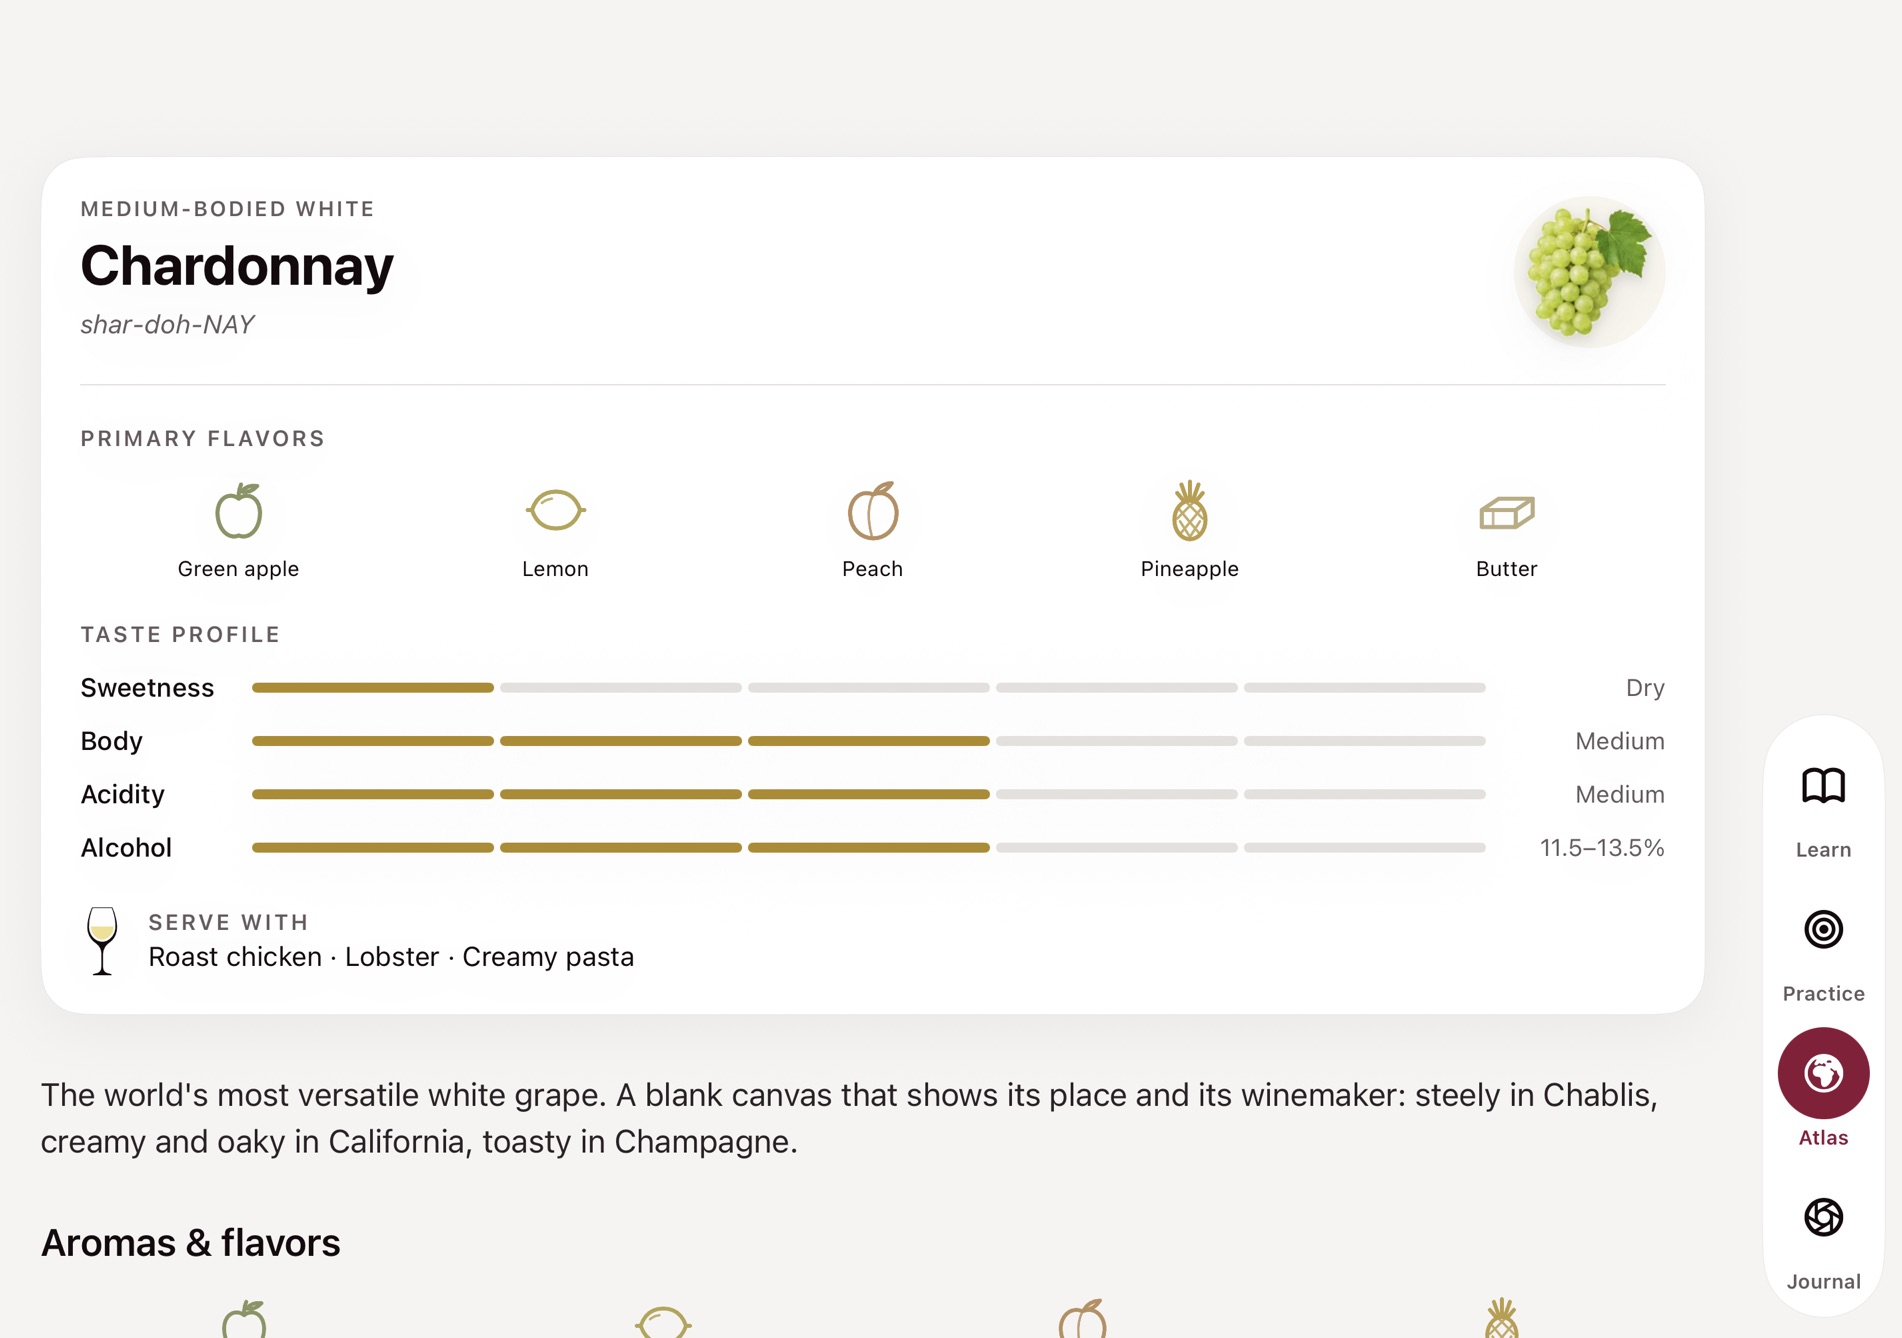 MEDIUM-BODIED WHITE
Chardonnay
shar-doh-NAY
PRIMARY FLAVORS
Green apple
Lemon
Peach
Pineapple
Butter
TASTE PROFILE
Sweetness Dry
Body Medium
Acidity Medium
Alcohol 11.5–13.5%
SERVE WITH
Roast chicken · Lobster · Creamy pasta
The world's most versatile white grape. A blank canvas that shows its place and its winemaker: steely in Chablis,
creamy and oaky in California, toasty in Champagne.
Aromas & flavors
Learn
Practice
Atlas
Journal